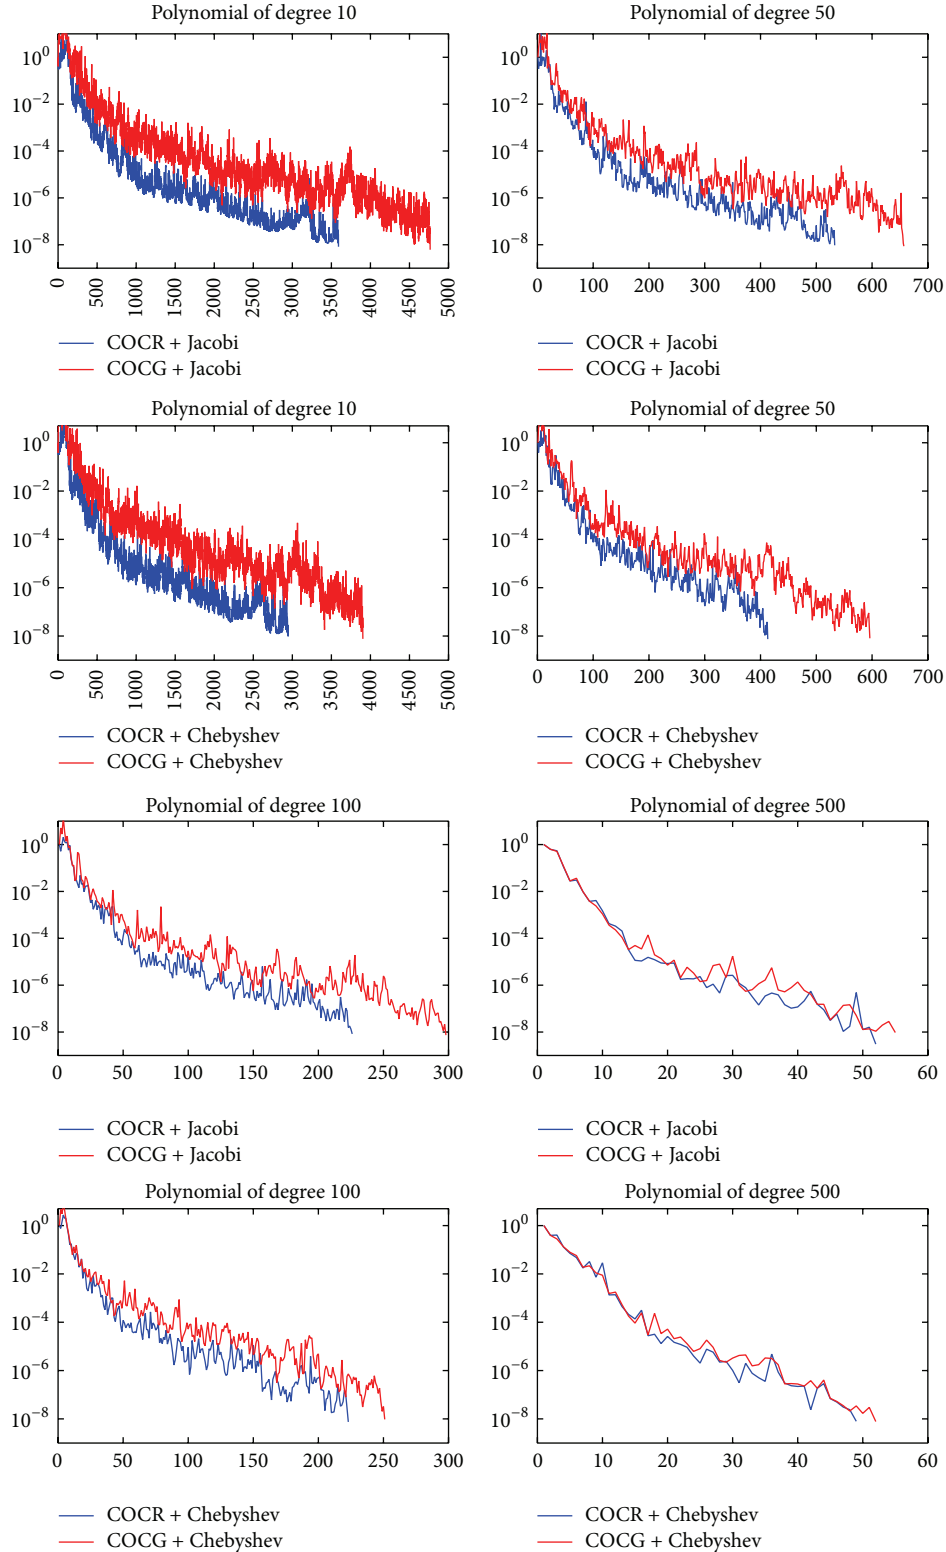 Polynomial of degree 10
10^0
10^−2
10^−4
10^−6
10^−8
0 500 1000 1500 2000 2500 3000 3500 4000 4500 5000
COCR + Jacobi
COCG + Jacobi
Polynomial of degree 50
10^0
10^−2
10^−4
10^−6
10^−8
0 100 200 300 400 500 600 700
COCR + Jacobi
COCG + Jacobi
Polynomial of degree 10
10^0
10^−2
10^−4
10^−6
10^−8
0 500 1000 1500 2000 2500 3000 3500 4000 4500 5000
COCR + Chebyshev
COCG + Chebyshev
Polynomial of degree 50
10^0
10^−2
10^−4
10^−6
10^−8
0 100 200 300 400 500 600 700
COCR + Chebyshev
COCG + Chebyshev
Polynomial of degree 100
10^0
10^−2
10^−4
10^−6
10^−8
0 50 100 150 200 250 300
COCR + Jacobi
COCG + Jacobi
Polynomial of degree 500
10^0
10^−2
10^−4
10^−6
10^−8
0 10 20 30 40 50 60
COCR + Jacobi
COCG + Jacobi
Polynomial of degree 100
10^0
10^−2
10^−4
10^−6
10^−8
0 50 100 150 200 250 300
COCR + Chebyshev
COCG + Chebyshev
Polynomial of degree 500
10^0
10^−2
10^−4
10^−6
10^−8
0 10 20 30 40 50 60
COCR + Chebyshev
COCG + Chebyshev